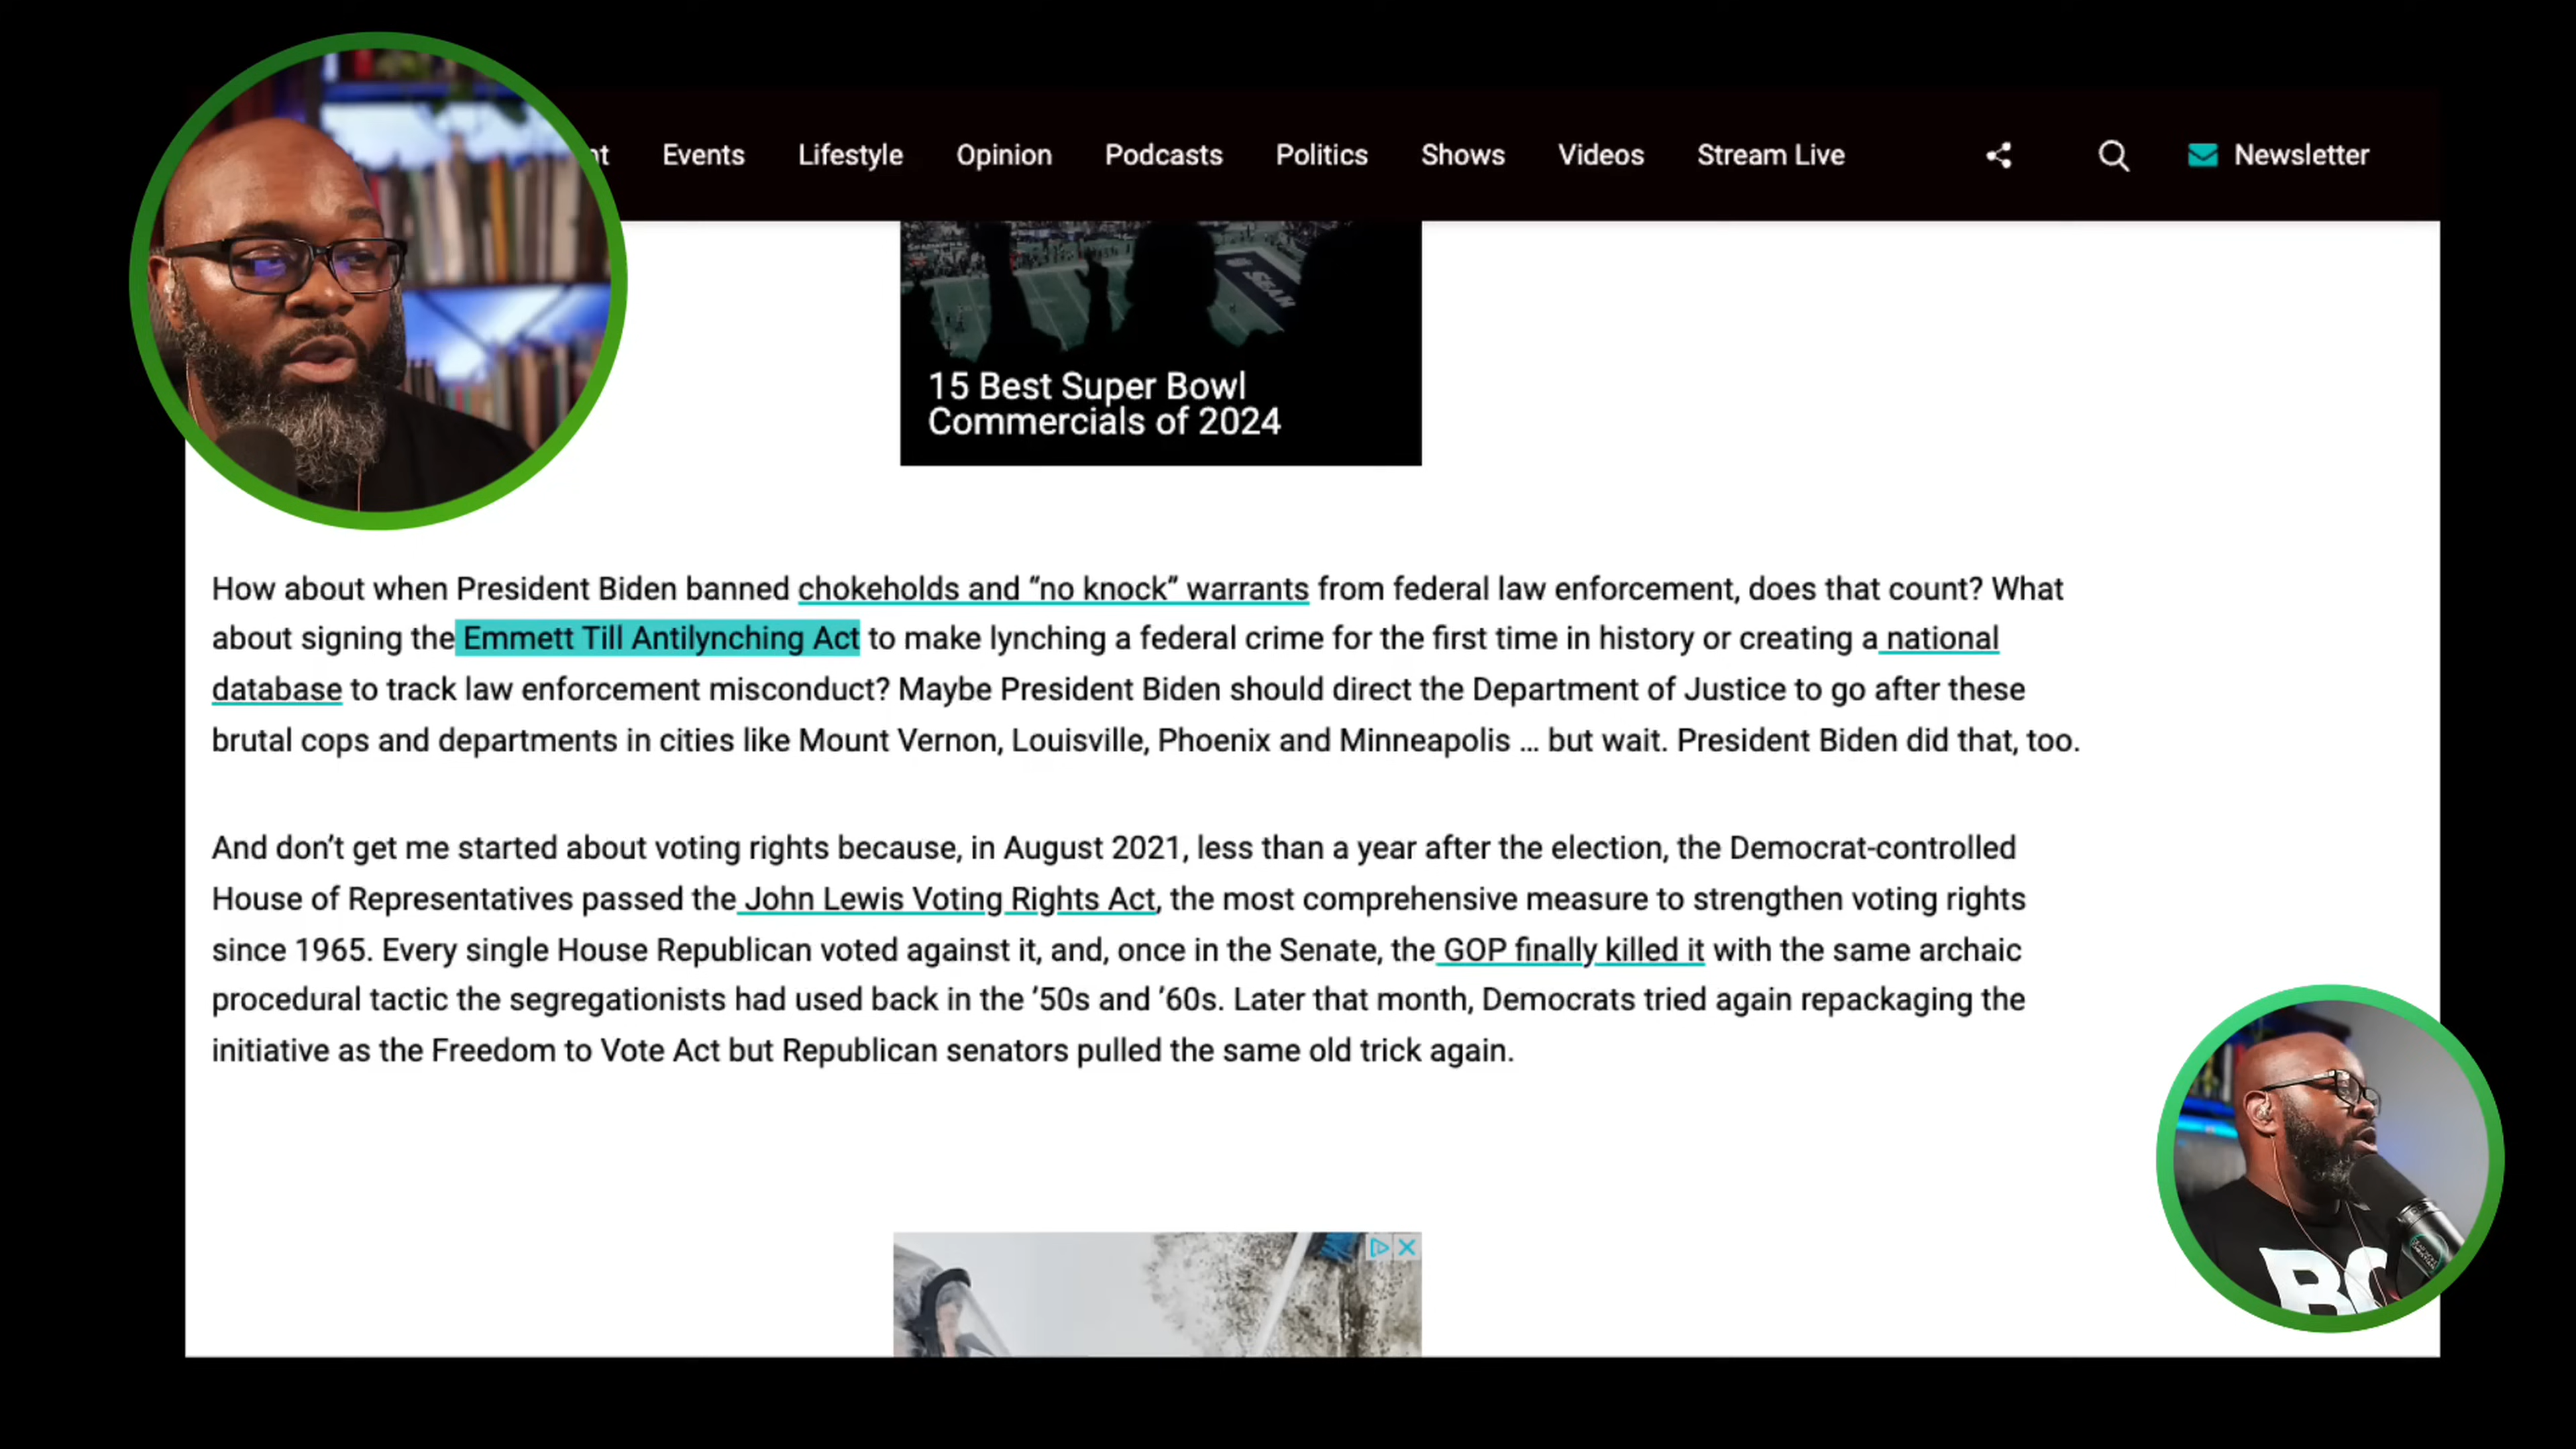 nt Events Lifestyle Opinion Podcasts Politics Shows Videos Stream Live Newsletter
SEAH
15 Best Super Bowl
Commercials of 2024
How about when President Biden banned chokeholds and “no knock” warrants from federal law enforcement, does that count? What
about signing the Emmett Till Antilynching Act to make lynching a federal crime for the first time in history or creating a national
database to track law enforcement misconduct? Maybe President Biden should direct the Department of Justice to go after these
brutal cops and departments in cities like Mount Vernon, Louisville, Phoenix and Minneapolis ... but wait. President Biden did that, too.
And don’t get me started about voting rights because, in August 2021, less than a year after the election, the Democrat-controlled
House of Representatives passed the John Lewis Voting Rights Act, the most comprehensive measure to strengthen voting rights
since 1965. Every single House Republican voted against it, and, once in the Senate, the GOP finally killed it with the same archaic
procedural tactic the segregationists had used back in the ’50s and ’60s. Later that month, Democrats tried again repackaging the
initiative as the Freedom to Vote Act but Republican senators pulled the same old trick again.